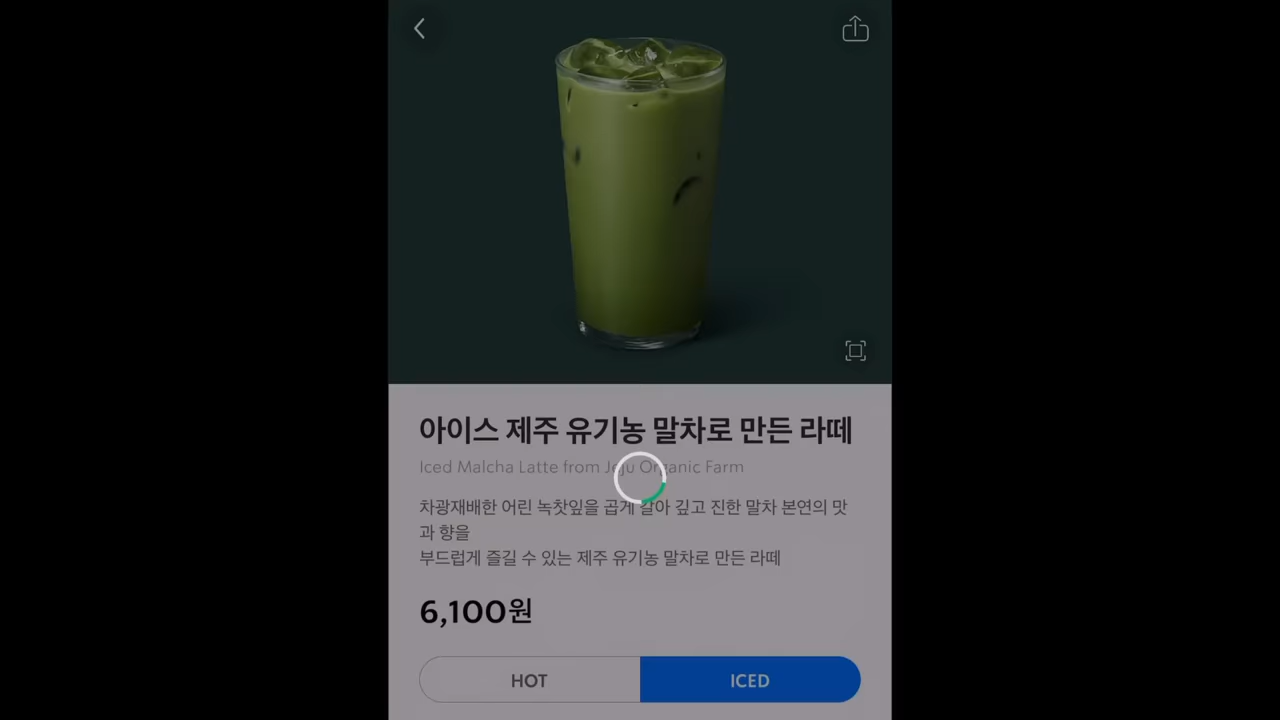 아이스 제주 유기농 말차로 만든 라떼
Iced Malcha Latte from Jeju Organic Farm
차광재배한 어린 녹찻잎을 곱게 갈아 깊고 진한 말차 본연의 맛
과 향을
부드럽게 즐길 수 있는 제주 유기농 말차로 만든 라떼
6,100원
HOT
ICED